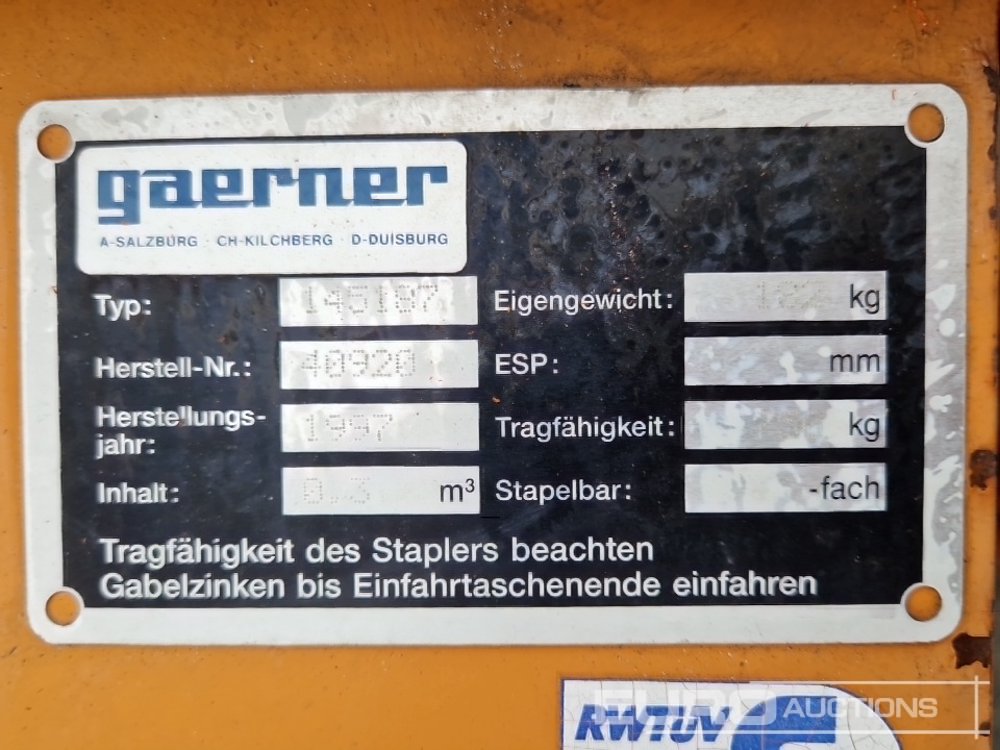 gaerner
A-SALZBURG · CH-KILCHBERG · D-DUISBURG
Typ: 145187
Eigengewicht: kg
Herstell-Nr.: 40920
ESP: mm
Herstellungs-
jahr: 1997
Tragfähigkeit: kg
Inhalt: 0.3 m³
Stapelbar: -fach
Tragfähigkeit des Staplers beachten
Gabelzinken bis Einfahrtaschenende einfahren
RWTÜV
EURO AUCTIONS